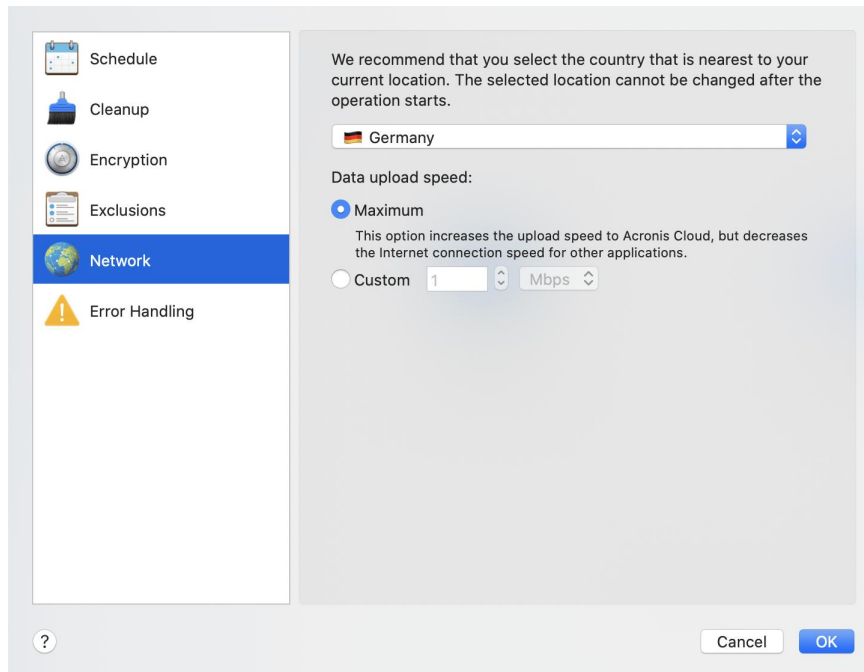 Schedule
Cleanup
Encryption
Exclusions
Network
Error Handling
We recommend that you select the country that is nearest to your
current location. The selected location cannot be changed after the
operation starts.
Germany
Data upload speed:
Maximum
This option increases the upload speed to Acronis Cloud, but decreases
the Internet connection speed for other applications.
Custom 1 Mbps
? Cancel OK